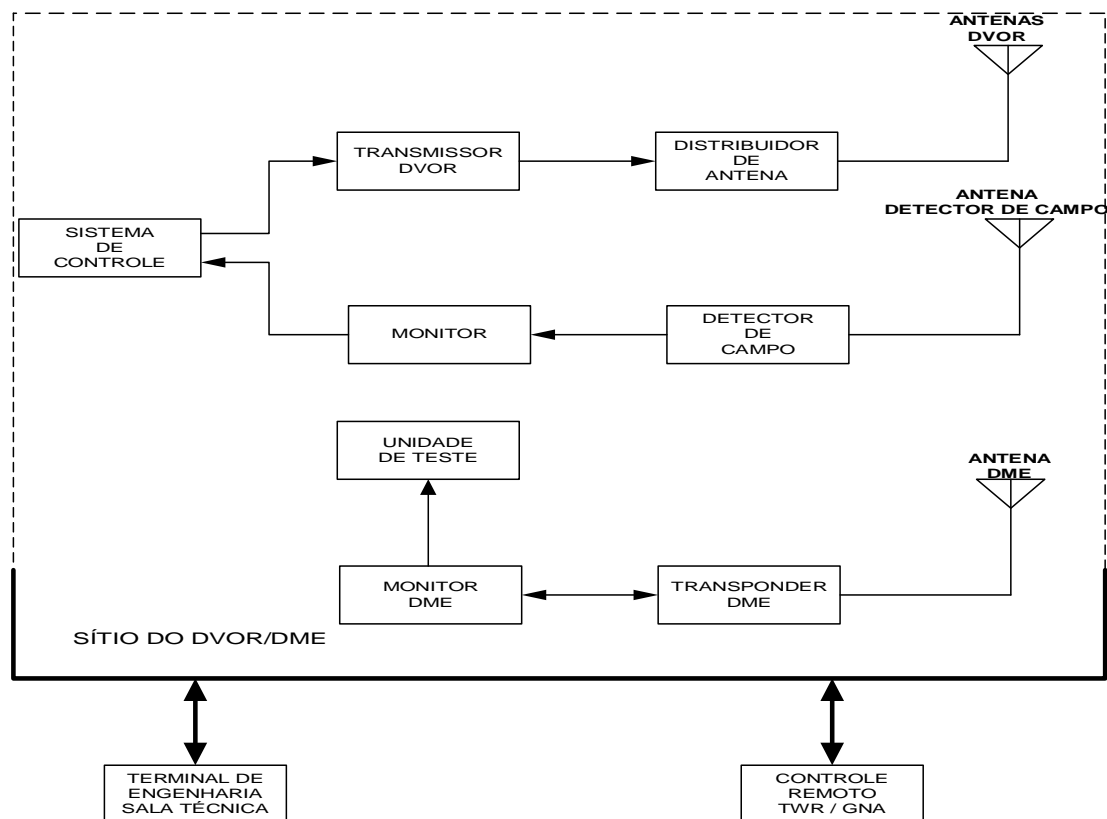 ANTENAS
DVOR
TRANSMISSOR
DVOR
DISTRIBUIDOR
DE
ANTENA
ANTENA
DETECTOR DE CAMPO
SISTEMA
DE
CONTROLE
MONITOR
DETECTOR
DE
CAMPO
UNIDADE
DE TESTE
ANTENA
DME
MONITOR
DME
TRANSPONDER
DME
SÍTIO DO DVOR/DME
TERMINAL DE
ENGENHARIA
SALA TÉCNICA
CONTROLE
REMOTO
TWR / GNA